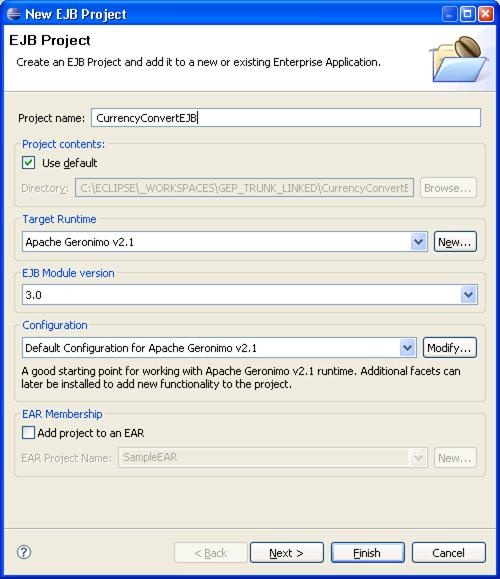 New EJB Project
EJB Project
Create an EJB Project and add it to a new or existing Enterprise Application.
Project name: CurrencyConvertEJB
Project contents:
Use default
Directory: C:\ECLIPSE\_WORKSPACES\GEP_TRUNK_LINKED\CurrencyConvertE Browse...
Target Runtime
Apache Geronimo v2.1 New...
EJB Module version
3.0
Configuration
Default Configuration for Apache Geronimo v2.1 Modify...
A good starting point for working with Apache Geronimo v2.1 runtime. Additional facets can
later be installed to add new functionality to the project.
EAR Membership
Add project to an EAR
EAR Project Name: SampleEAR New...
? < Back Next > Finish Cancel